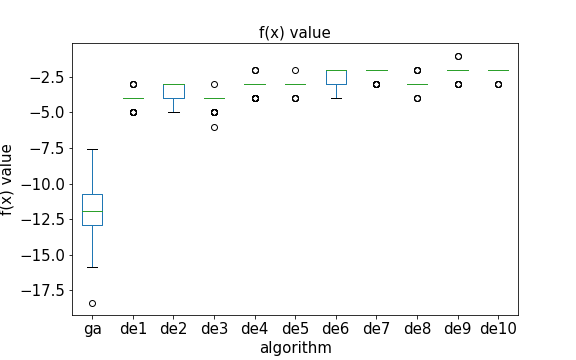 f(x) value
f(x) value
−2.5
−5.0
−7.5
−10.0
−12.5
−15.0
−17.5
ga de1 de2 de3 de4 de5 de6 de7 de8 de9 de10
algorithm